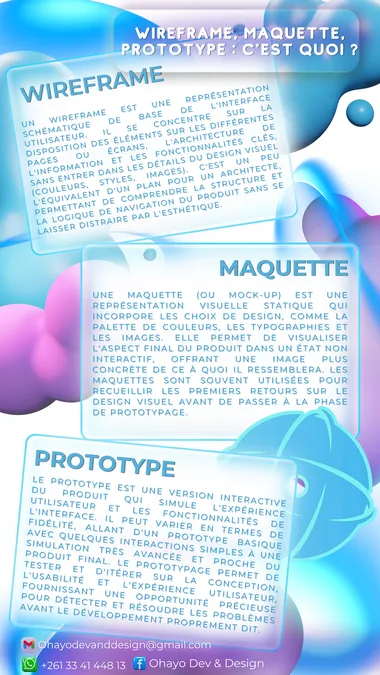 WIREFRAME, MAQUETTE,
PROTOTYPE : C'EST QUOI ?
WIREFRAME
UN WIREFRAME EST UNE REPRÉSENTATION
SCHÉMATIQUE DE BASE DE L'INTERFACE
UTILISATEUR. IL SE CONCENTRE SUR LA
DISPOSITION DES ÉLÉMENTS SUR LES DIFFÉRENTES
PAGES OU ÉCRANS, L'ARCHITECTURE DE
L'INFORMATION ET LES FONCTIONNALITÉS CLÉS,
SANS ENTRER DANS LES DÉTAILS DU DESIGN VISUEL
(COULEURS, STYLES, IMAGES). C'EST UN PEU
L'ÉQUIVALENT D'UN PLAN POUR UN ARCHITECTE,
PERMETTANT DE COMPRENDRE LA STRUCTURE ET
LA LOGIQUE DE NAVIGATION DU PRODUIT SANS SE
LAISSER DISTRAIRE PAR L'ESTHÉTIQUE.
MAQUETTE
UNE MAQUETTE (OU MOCK-UP) EST UNE
REPRÉSENTATION VISUELLE STATIQUE QUI
INCORPORE LES CHOIX DE DESIGN, COMME LA
PALETTE DE COULEURS, LES TYPOGRAPHIES ET
LES IMAGES. ELLE PERMET DE VISUALISER
L'ASPECT FINAL DU PRODUIT DANS UN ÉTAT NON
INTERACTIF, OFFRANT UNE IMAGE PLUS
CONCRÈTE DE CE À QUOI IL RESSEMBLERA. LES
MAQUETTES SONT SOUVENT UTILISÉES POUR
RECUEILLIR LES PREMIERS RETOURS SUR LE
DESIGN VISUEL AVANT DE PASSER À LA PHASE
DE PROTOTYPAGE.
PROTOTYPE
LE PROTOTYPE EST UNE VERSION INTERACTIVE
DU PRODUIT QUI SIMULE L'EXPÉRIENCE
UTILISATEUR ET LES FONCTIONNALITÉS DE
L'INTERFACE. IL PEUT VARIER EN TERMES DE
FIDÉLITÉ, ALLANT D'UN PROTOTYPE BASIQUE
AVEC QUELQUES INTERACTIONS SIMPLES À UNE
SIMULATION TRÈS AVANCÉE ET PROCHE DU
PRODUIT FINAL. LE PROTOTYPAGE PERMET DE
TESTER ET D'ITÉRER SUR LA CONCEPTION,
L'USABILITÉ ET L'EXPÉRIENCE UTILISATEUR,
FOURNISSANT UNE OPPORTUNITÉ PRÉCIEUSE
POUR DÉTECTER ET RÉSOUDRE LES PROBLÈMES
AVANT LE DÉVELOPPEMENT PROPREMENT DIT.
Ohayodevanddesign@gmail.com
+261 33 41 448 13 Ohayo Dev & Design